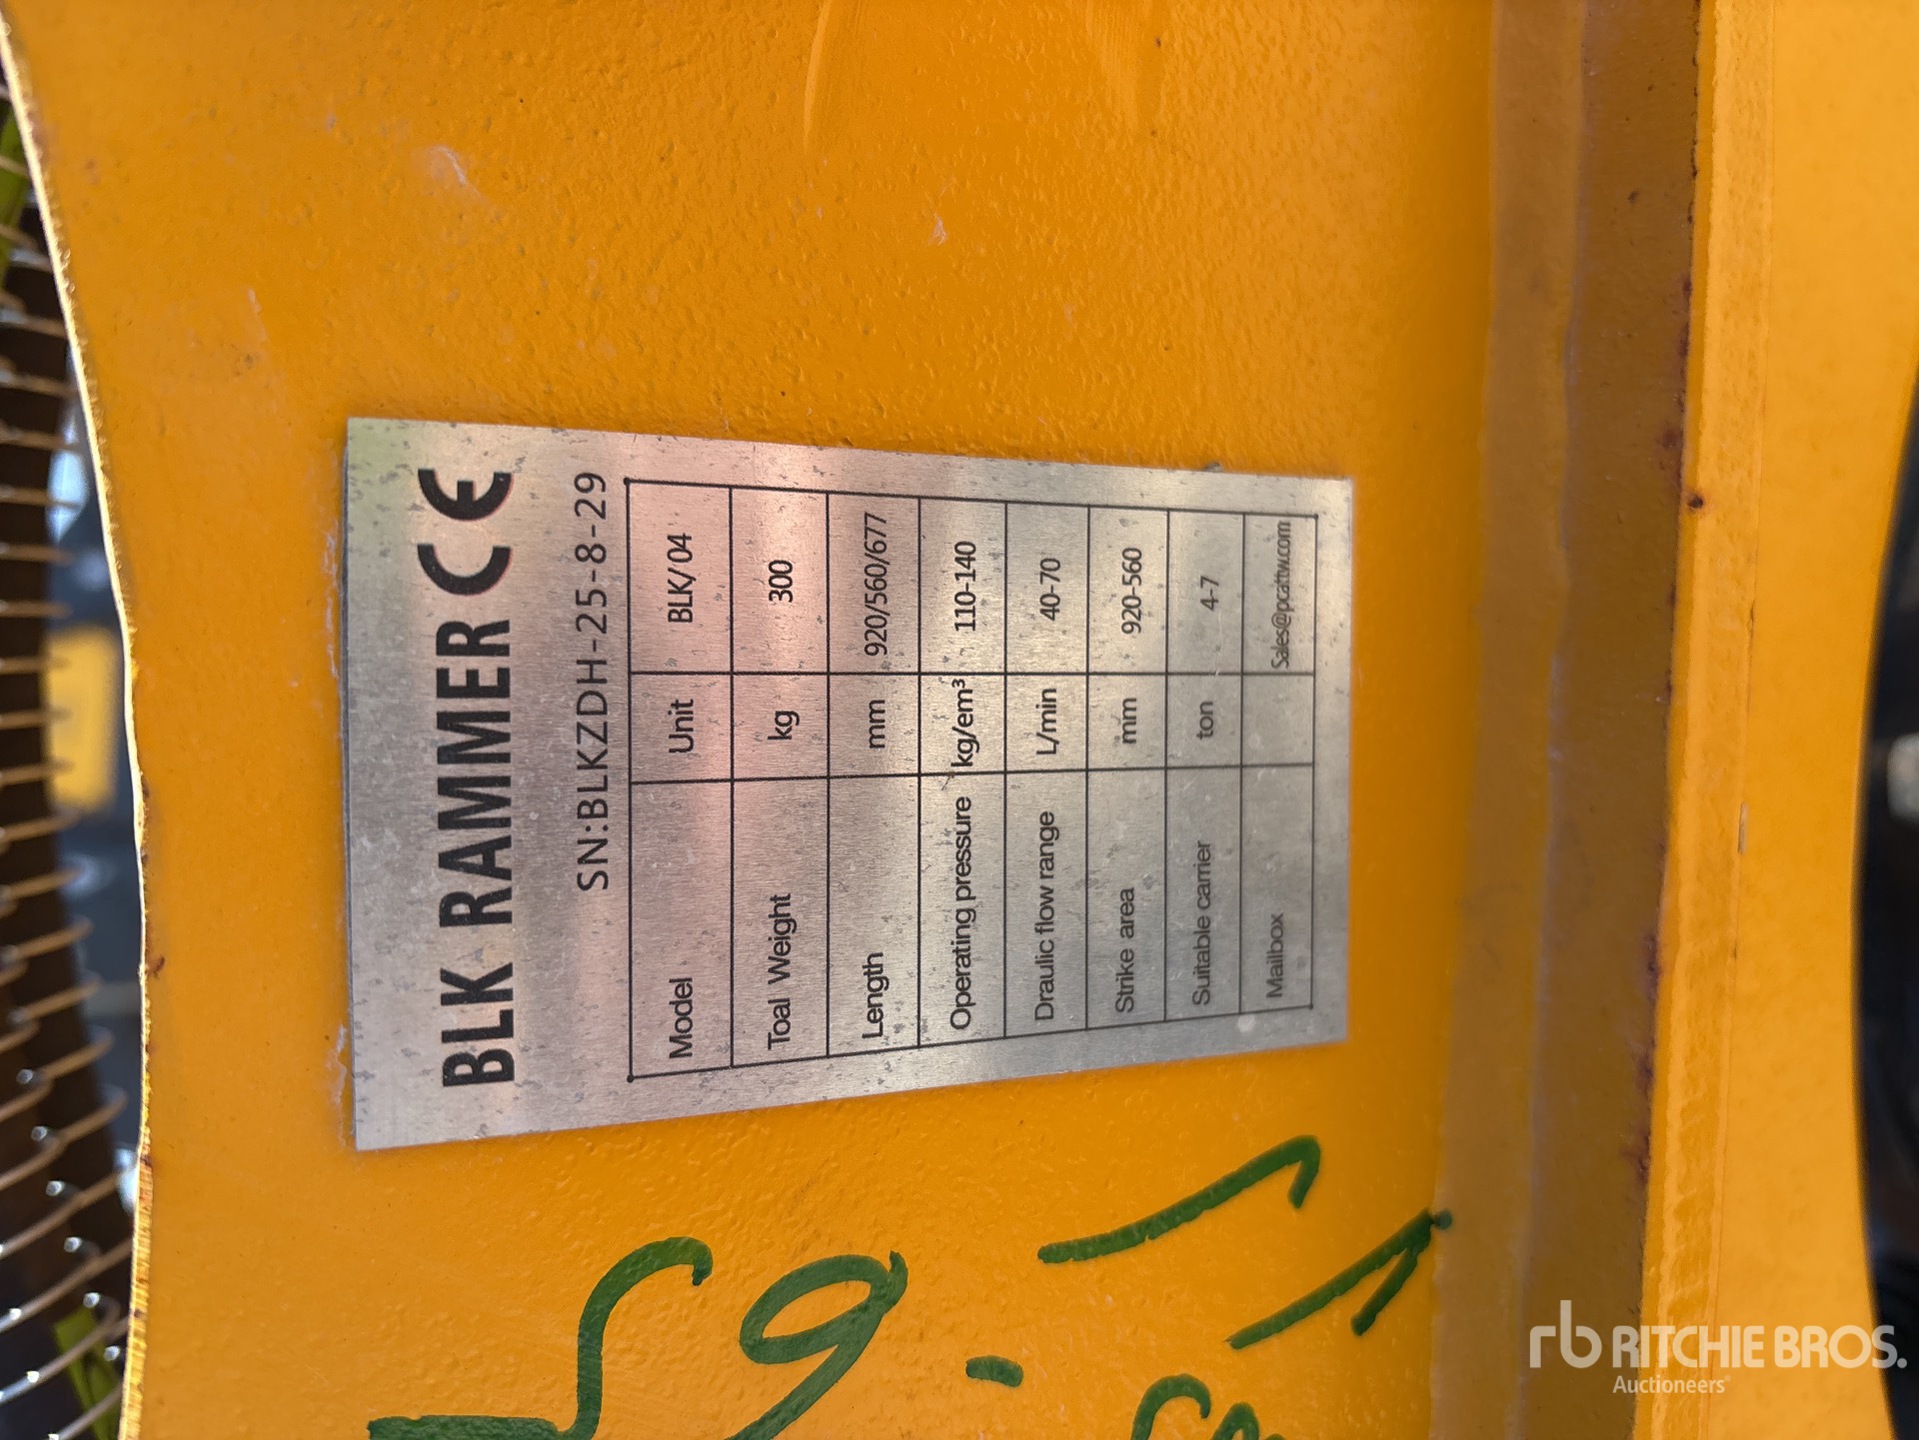 BLK RAMMER CE
SN:BLKZDH-25-8-29
Model Unit BLK/04
Toal Weight kg 300
Length mm 920/560/677
Operating pressure kg/em³ 110-140
Draulic flow range L/min 40-70
Strike area mm 920-560
Suitable carrier ton 4-7
Mailbox Sales@pcattw.com
rb RITCHIE BROS.
Auctioneers